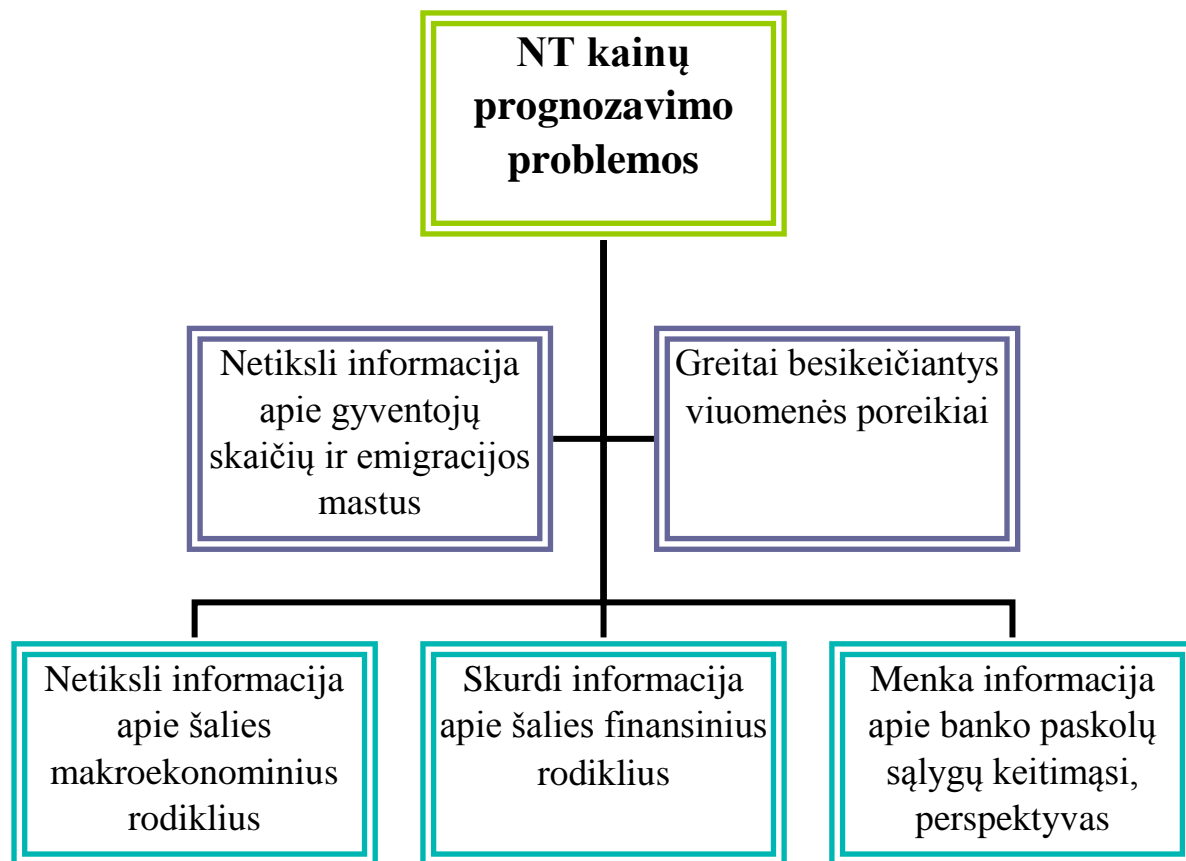 NT kainų
prognozavimo
problemos
Netiksli informacija
apie gyventojų
skaičių ir emigracijos
mastus
Greitai besikeičiantys
viuomenės poreikiai
Netiksli informacija
apie šalies
makroekonominius
rodiklius
Skurdi informacija
apie šalies finansinius
rodiklius
Menka informacija
apie banko paskolų
sąlygų keitimąsi,
perspektyvas